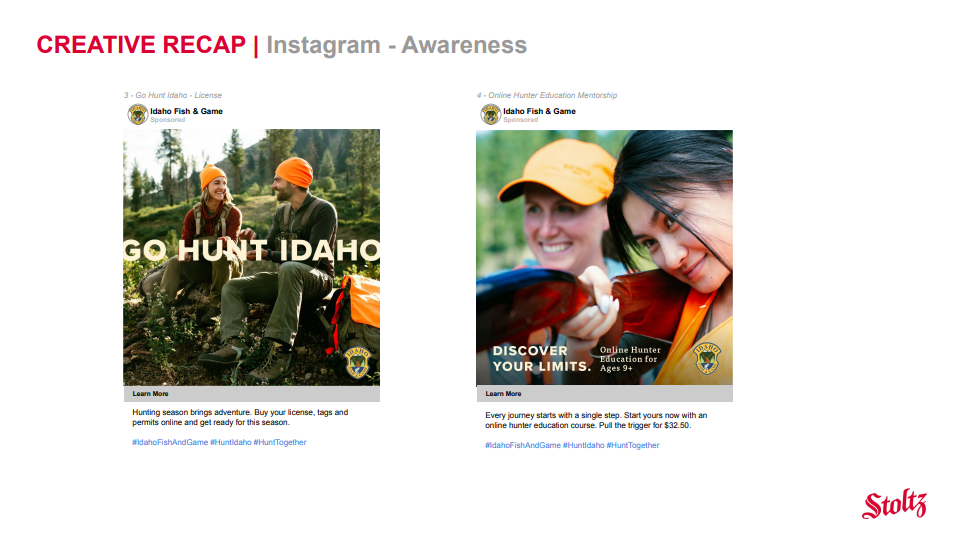 CREATIVE RECAP | Instagram - Awareness
3 - Go Hunt Idaho - License
Idaho Fish & Game
Sponsored
GO HUNT IDAHO
IDAHO
Learn More
Hunting season brings adventure. Buy your license, tags and
permits online and get ready for this season.
#IdahoFishAndGame #HuntIdaho #HuntTogether
4 - Online Hunter Education Mentorship
Idaho Fish & Game
Sponsored
DISCOVER
YOUR LIMITS.
Online Hunter
Education for
Ages 9+
IDAHO
Learn More
Every journey starts with a single step. Start yours now with an
online hunter education course. Pull the trigger for $32.50.
#IdahoFishAndGame #HuntIdaho #HuntTogether
Stoltz